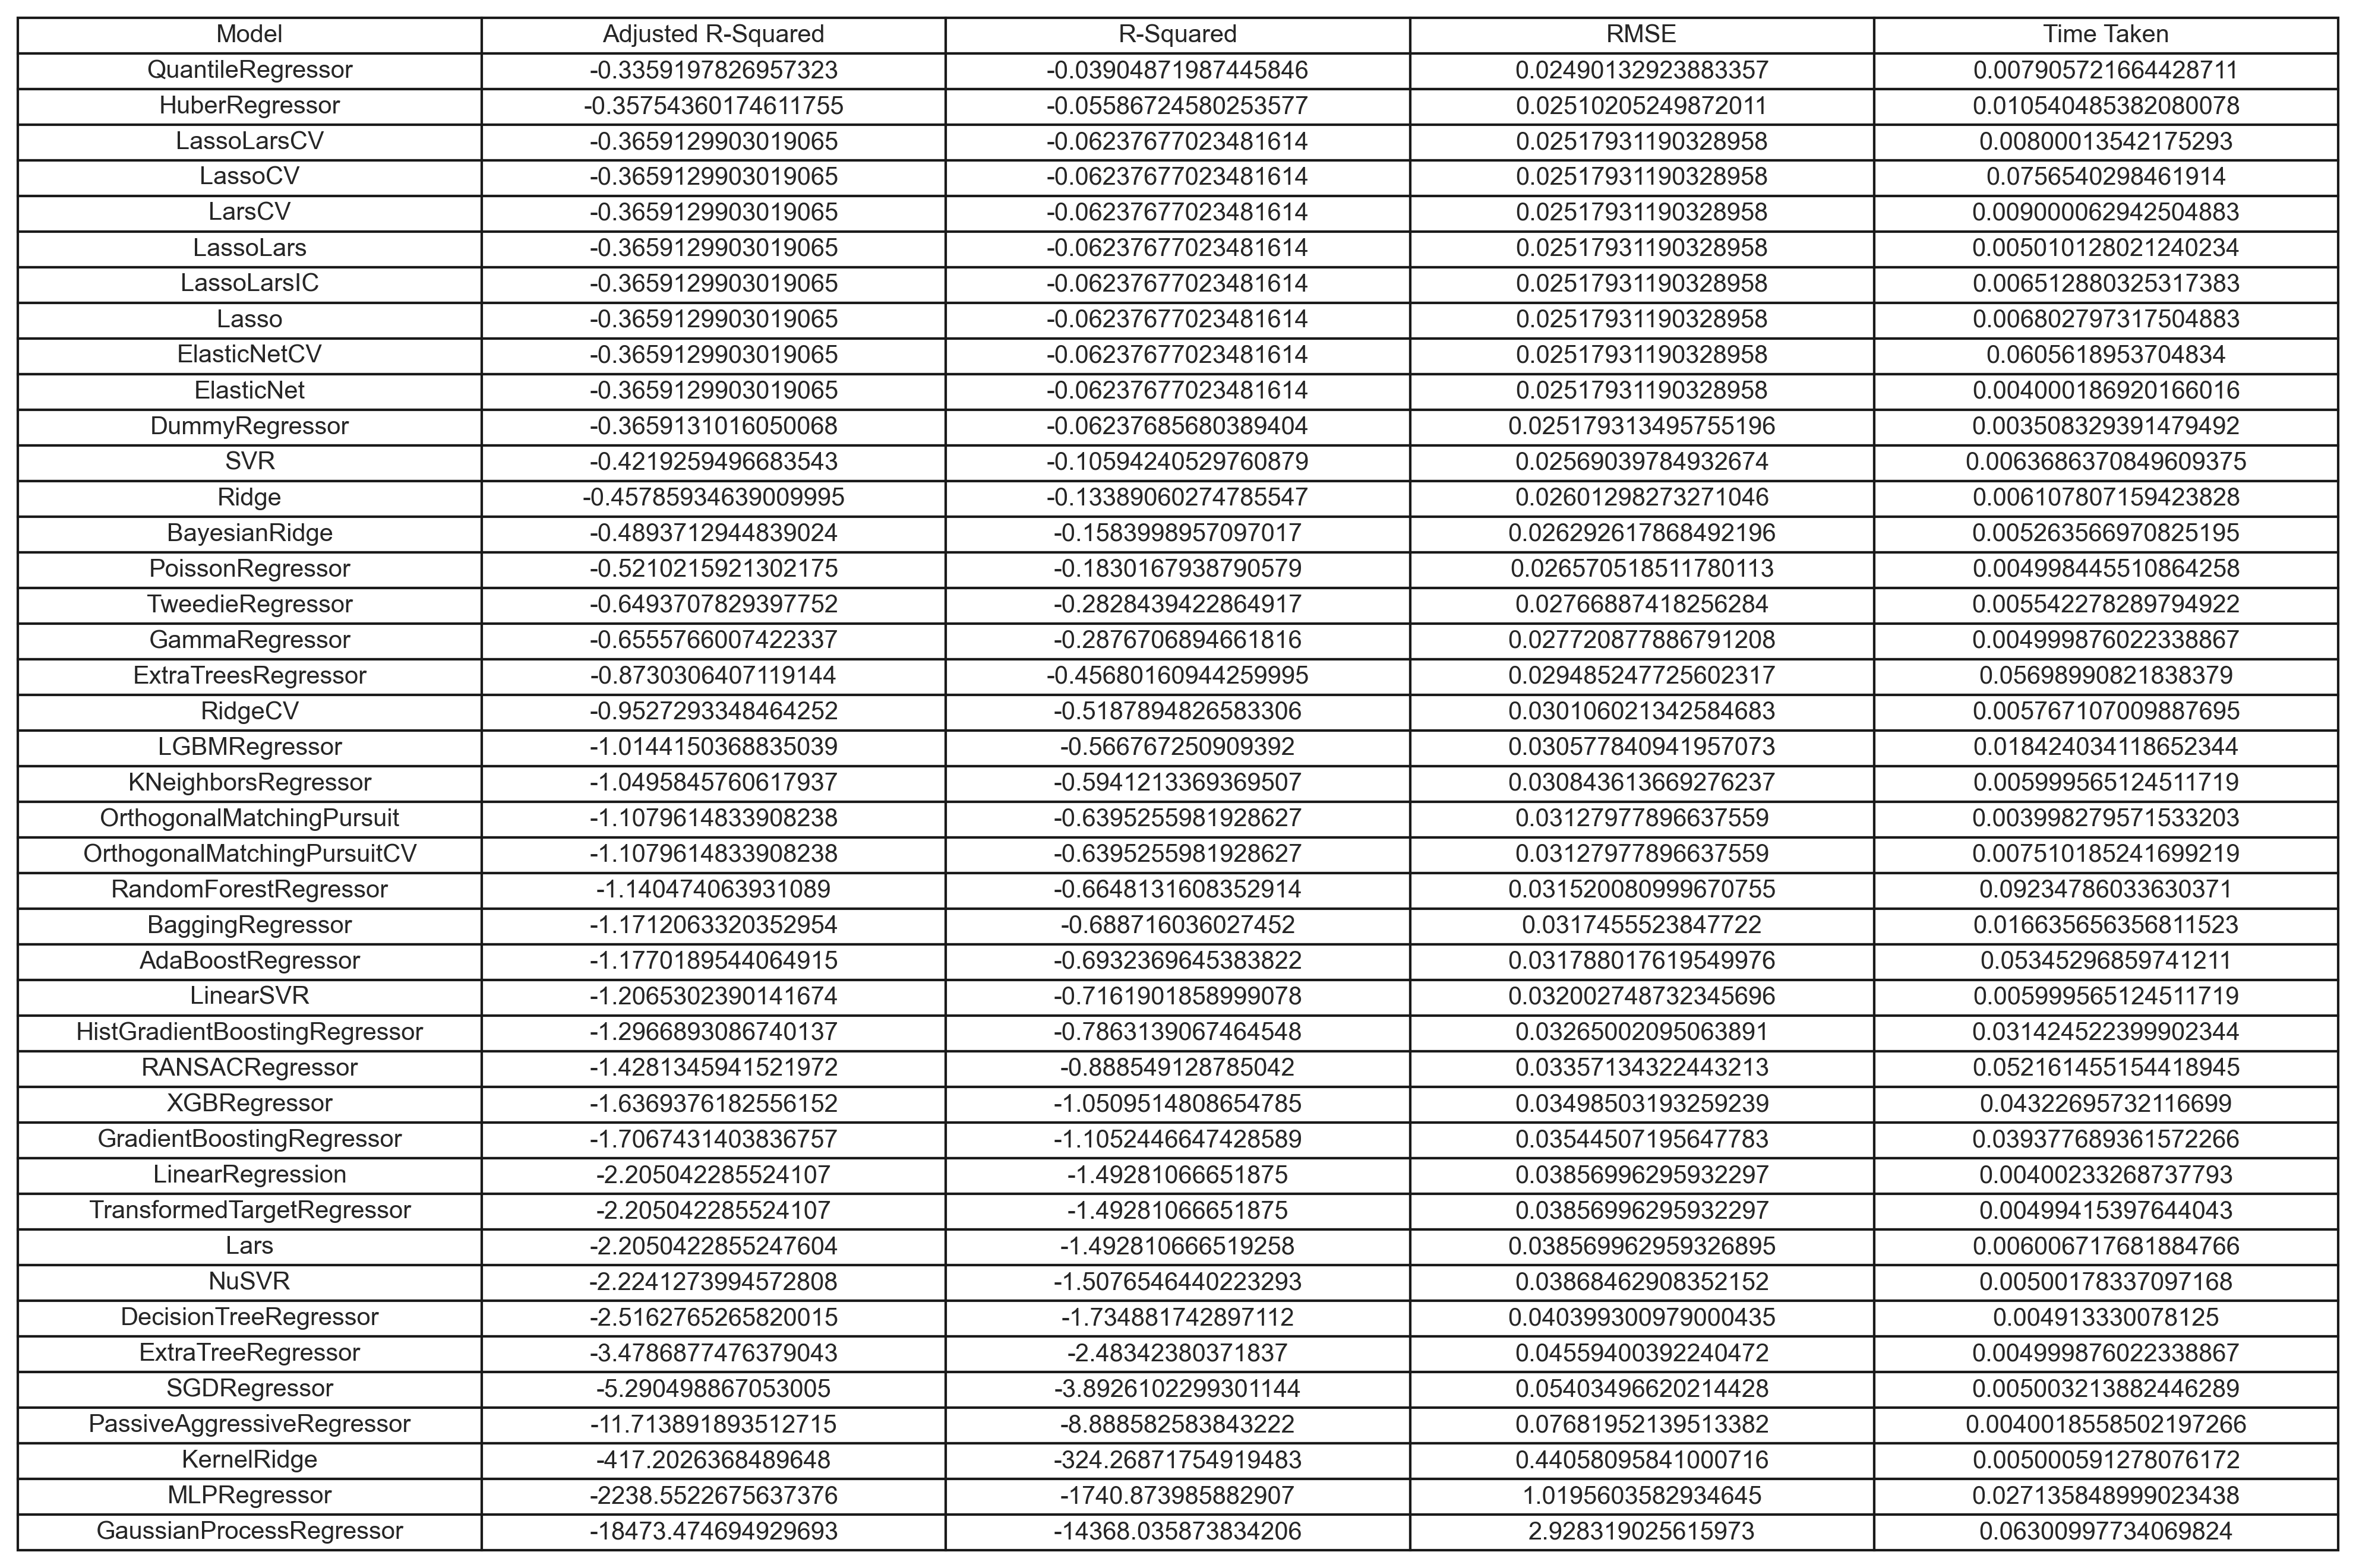 Model Adjusted R-Squared R-Squared RMSE Time Taken
QuantileRegressor -0.3359197826957323 -0.03904871987445846 0.02490132923883357 0.007905721664428711
HuberRegressor -0.35754360174611755 -0.05586724580253577 0.02510205249872011 0.010540485382080078
LassoLarsCV -0.3659129903019065 -0.06237677023481614 0.02517931190328958 0.00800013542175293
LassoCV -0.3659129903019065 -0.06237677023481614 0.02517931190328958 0.0756540298461914
LarsCV -0.3659129903019065 -0.06237677023481614 0.02517931190328958 0.009000062942504883
LassoLars -0.3659129903019065 -0.06237677023481614 0.02517931190328958 0.005010128021240234
LassoLarsIC -0.3659129903019065 -0.06237677023481614 0.02517931190328958 0.006512880325317383
Lasso -0.3659129903019065 -0.06237677023481614 0.02517931190328958 0.006802797317504883
ElasticNetCV -0.3659129903019065 -0.06237677023481614 0.02517931190328958 0.0605618953704834
ElasticNet -0.3659129903019065 -0.06237677023481614 0.02517931190328958 0.004000186920166016
DummyRegressor -0.3659131016050068 -0.06237685680389404 0.025179313495755196 0.003508329391479492
SVR -0.4219259496683543 -0.10594240529760879 0.02569039784932674 0.0063686370849609375
Ridge -0.45785934639009995 -0.13389060274785547 0.02601298273271046 0.006107807159423828
BayesianRidge -0.4893712944839024 -0.1583998957097017 0.026292617868492196 0.005263566970825195
PoissonRegressor -0.5210215921302175 -0.1830167938790579 0.026570518511780113 0.004998445510864258
TweedieRegressor -0.6493707829397752 -0.2828439422864917 0.02766887418256284 0.005542278289794922
GammaRegressor -0.6555766007422337 -0.2876706894661816 0.027720877886791208 0.004999876022338867
ExtraTreesRegressor -0.8730306407119144 -0.45680160944259995 0.029485247725602317 0.05698990821838379
RidgeCV -0.9527293348464252 -0.5187894826583306 0.030106021342584683 0.005767107009887695
LGBMRegressor -1.0144150368835039 -0.566767250909392 0.030577840941957073 0.018424034118652344
KNeighborsRegressor -1.0495845760617937 -0.5941213369369507 0.030843613669276237 0.005999565124511719
OrthogonalMatchingPursuit -1.1079614833908238 -0.6395255981928627 0.03127977896637559 0.003998279571533203
OrthogonalMatchingPursuitCV -1.1079614833908238 -0.6395255981928627 0.03127977896637559 0.007510185241699219
RandomForestRegressor -1.140474063931089 -0.6648131608352914 0.031520080999670755 0.09234786033630371
BaggingRegressor -1.1712063320352954 -0.688716036027452 0.0317455523847722 0.016635656356811523
AdaBoostRegressor -1.1770189544064915 -0.6932369645383822 0.031788017619549976 0.05345296859741211
LinearSVR -1.2065302390141674 -0.7161901858999078 0.032002748732345696 0.005999565124511719
HistGradientBoostingRegressor -1.2966893086740137 -0.7863139067464548 0.03265002095063891 0.031424522399902344
RANSACRegressor -1.4281345941521972 -0.888549128785042 0.03357134322443213 0.052161455154418945
XGBRegressor -1.6369376182556152 -1.0509514808654785 0.03498503193259239 0.04322695732116699
GradientBoostingRegressor -1.7067431403836757 -1.1052446647428589 0.03544507195647783 0.039377689361572266
LinearRegression -2.205042285524107 -1.49281066651875 0.03856996295932297 0.00400233268737793
TransformedTargetRegressor -2.205042285524107 -1.49281066651875 0.03856996295932297 0.00499415397644043
Lars -2.2050422855247604 -1.492810666519258 0.038569962959326895 0.006006717681884766
NuSVR -2.2241273994572808 -1.5076546440223293 0.03868462908352152 0.00500178337097168
DecisionTreeRegressor -2.5162765265820015 -1.734881742897112 0.040399300979000435 0.004913330078125
ExtraTreeRegressor -3.4786877476379043 -2.48342380371837 0.04559400392240472 0.004999876022338867
SGDRegressor -5.290498867053005 -3.8926102299301144 0.05403496620214428 0.005003213882446289
PassiveAggressiveRegressor -11.713891893512715 -8.888582583843222 0.07681952139513382 0.0040018558502197266
KernelRidge -417.2026368489648 -324.26871754919483 0.44058095841000716 0.005000591278076172
MLPRegressor -2238.5522675637376 -1740.873985882907 1.0195603582934645 0.027135848999023438
GaussianProcessRegressor -18473.474694929693 -14368.035873834206 2.928319025615973 0.06300997734069824